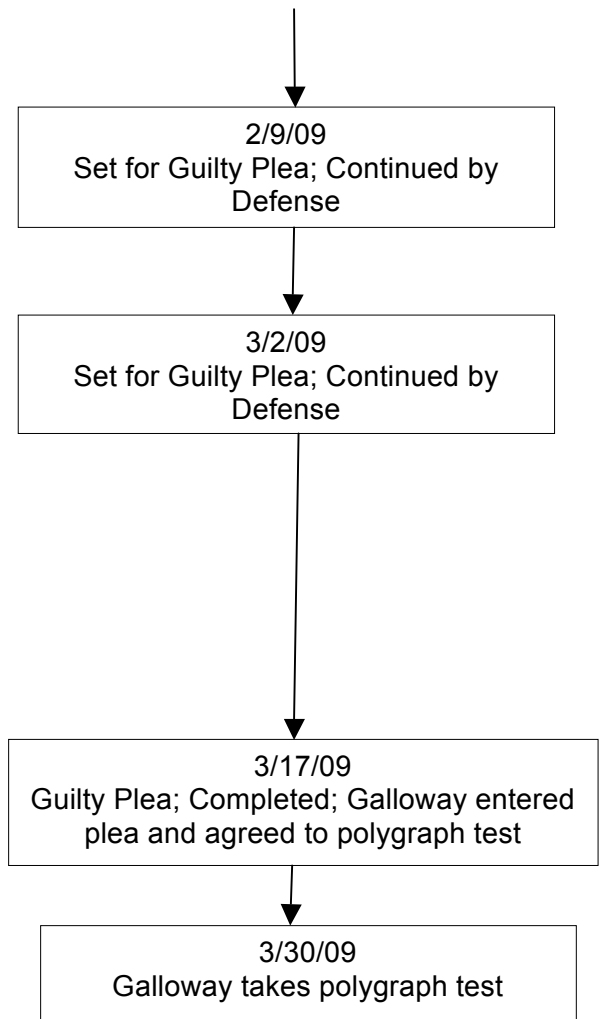 2/9/09
Set for Guilty Plea; Continued by
Defense
3/2/09
Set for Guilty Plea; Continued by
Defense
3/17/09
Guilty Plea; Completed; Galloway entered
plea and agreed to polygraph test
3/30/09
Galloway takes polygraph test